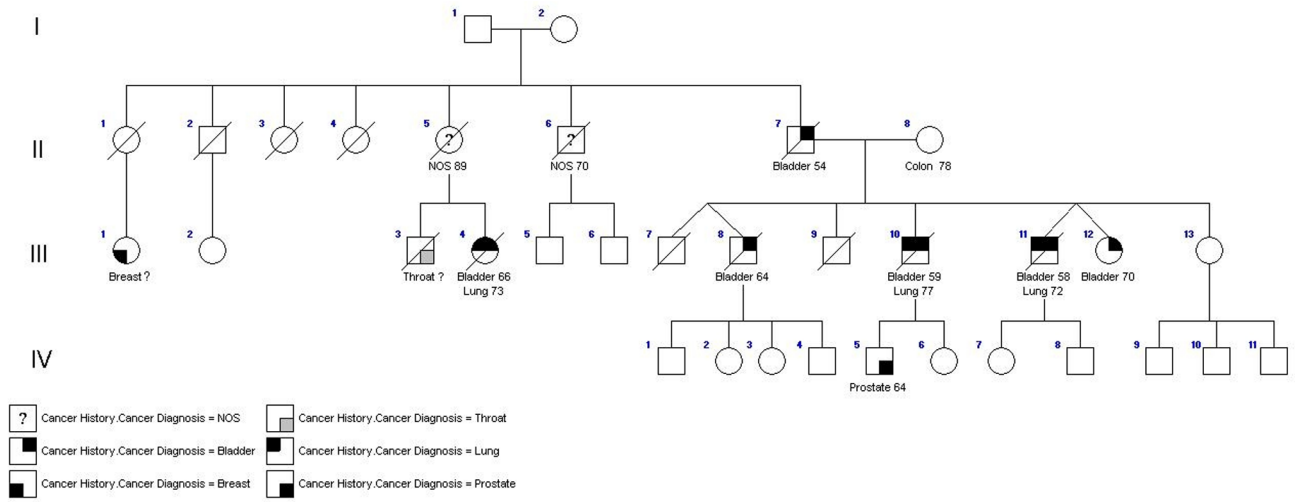 I
1 2
II
1 2 3 4 5 6 7 8
? ?
NOS 89 NOS 70 Bladder 54 Colon 78
III
1 2 3 4 5 6 7 8 9 10 11 12 13
Breast ? Throat ? Bladder 66 Bladder 64 Bladder 59 Bladder 58 Bladder 70
Lung 73 Lung 77 Lung 72
IV
1 2 3 4 5 6 7 8 9 10 11
Prostate 64
? Cancer History.Cancer Diagnosis = NOS Cancer History.Cancer Diagnosis = Throat
Cancer History.Cancer Diagnosis = Bladder Cancer History.Cancer Diagnosis = Lung
Cancer History.Cancer Diagnosis = Breast Cancer History.Cancer Diagnosis = Prostate